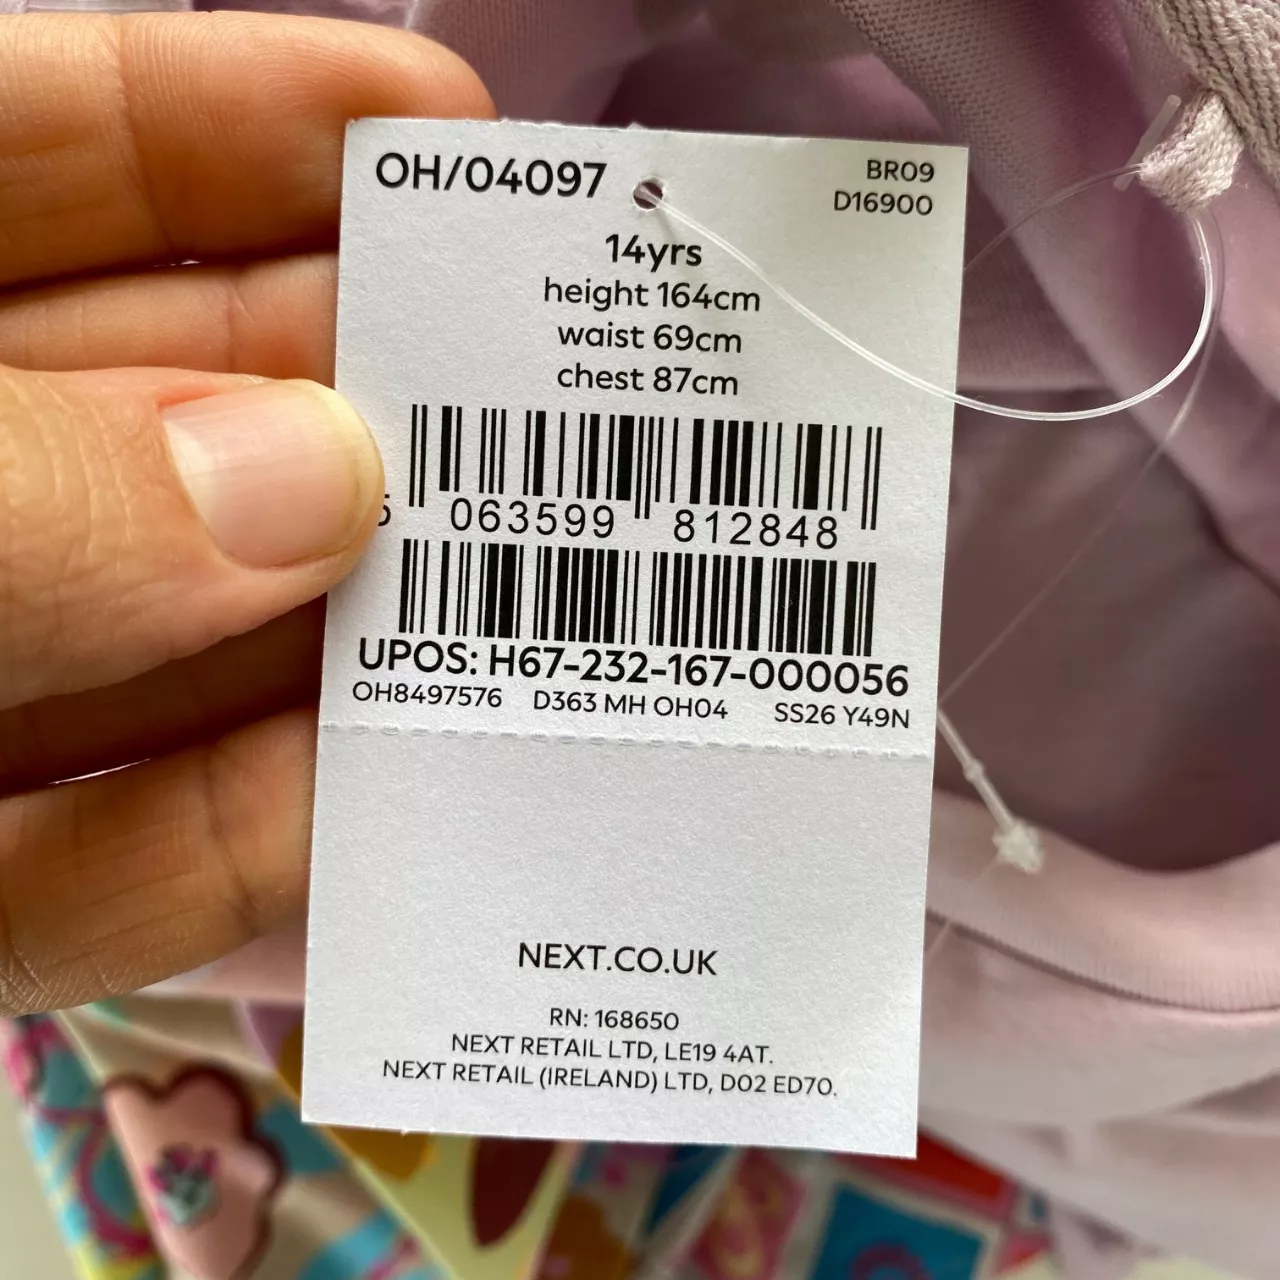 OH/04097
BR09
D16900
14yrs
height 164cm
waist 69cm
chest 87cm
5 063599 812848
UPOS: H67-232-167-000056
OH8497576 D363 MH OH04 SS26 Y49N
NEXT.CO.UK
RN: 168650
NEXT RETAIL LTD, LE19 4AT.
NEXT RETAIL (IRELAND) LTD, D02 ED70.